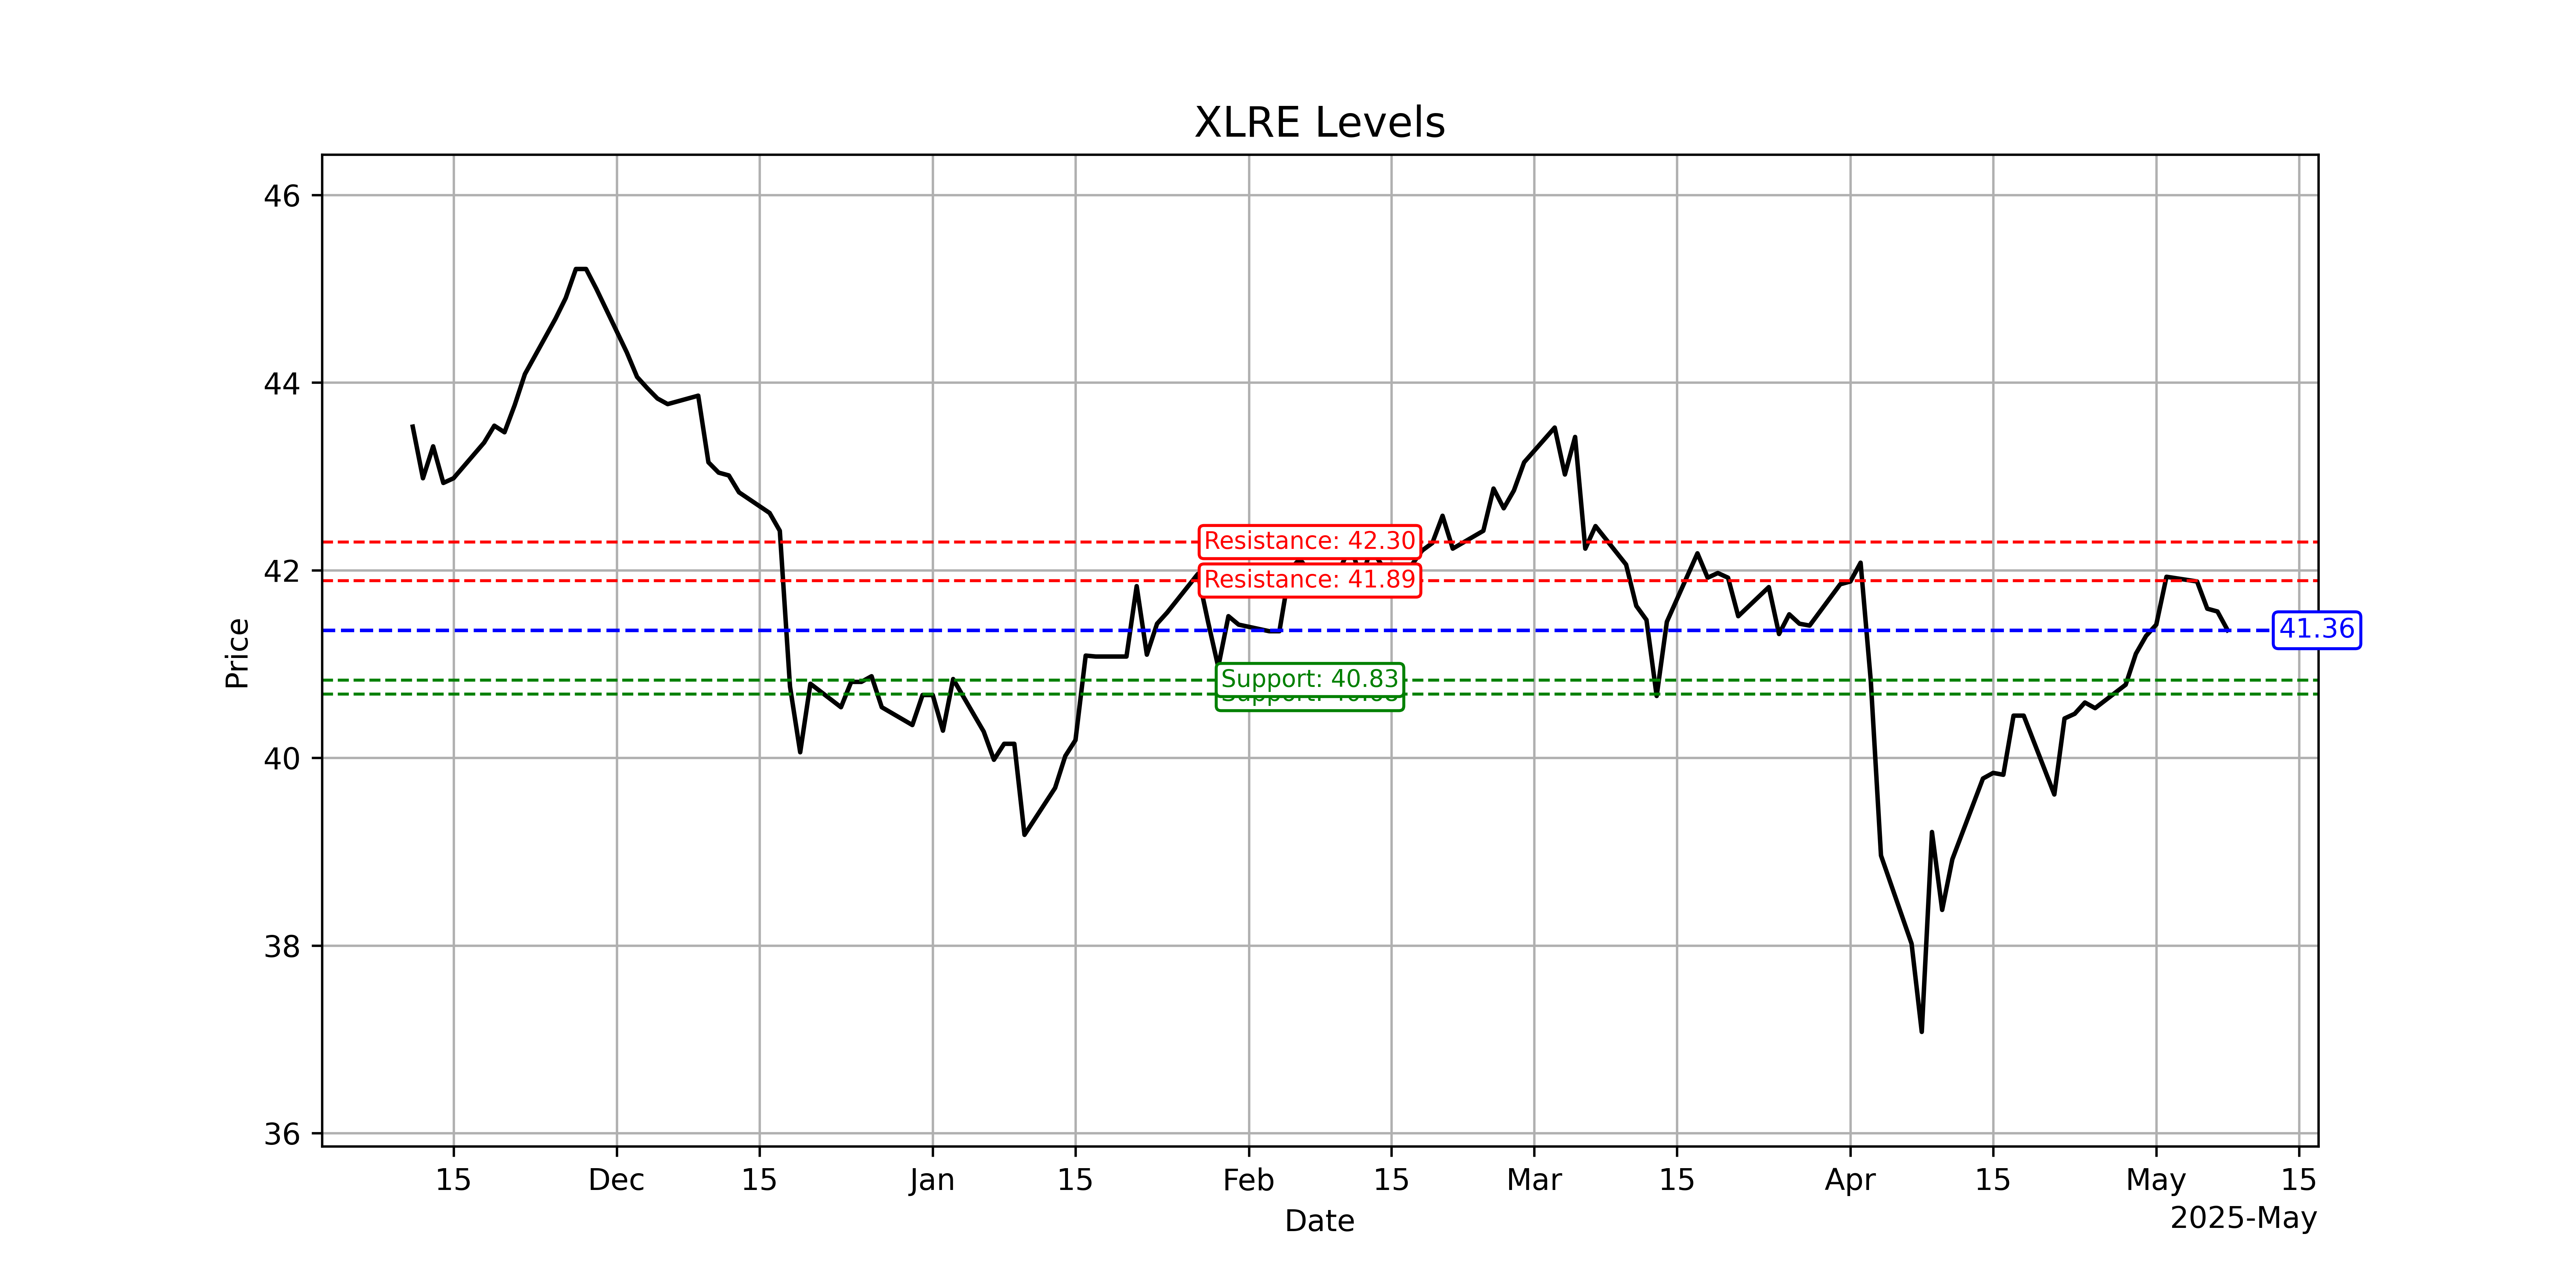 XLRE Levels
46
44
42
40
38
36
Price
Resistance: 42.30
Resistance: 41.89
41.36
Support: 40.83
15 Dec 15 Jan 15 Feb 15 Mar 15 Apr 15 May 15
Date
2025-May